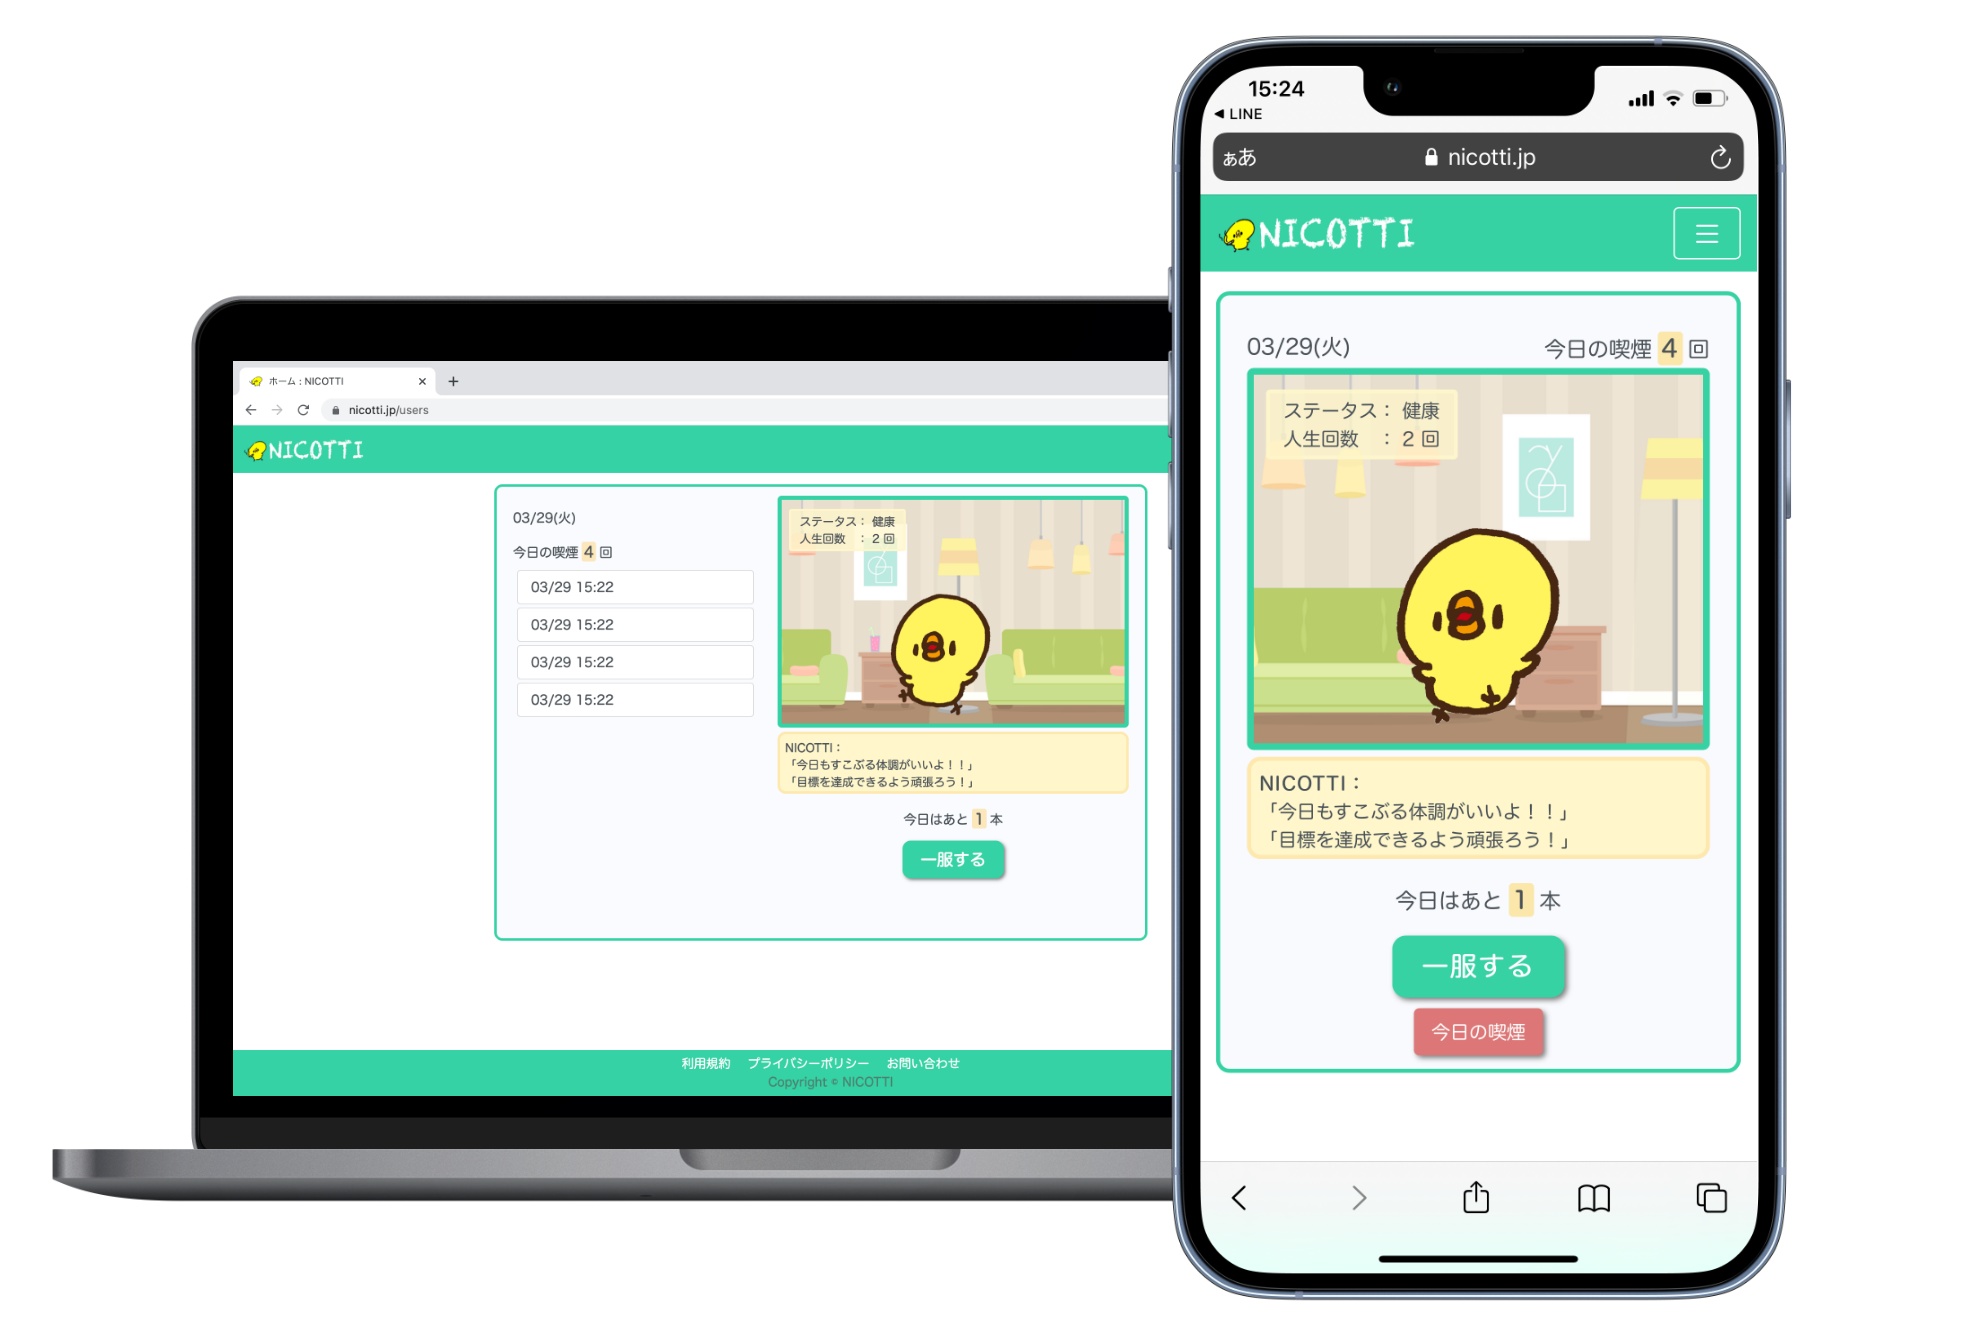 ホーム : NICOTTI
nicotti.jp/users
NICOTTI
03/29(火)
今日の喫煙 4 回
03/29 15:22
03/29 15:22
03/29 15:22
03/29 15:22
ステータス： 健康
人生回数 ： 2 回
NICOTTI：
「今日もすこぶる体調がいいよ！！」
「目標を達成できるよう頑張ろう！」
今日はあと 1 本
一服する
利用規約 プライバシーポリシー お問い合わせ
Copyright © NICOTTI
15:24
◀ LINE
ぁあ nicotti.jp
NICOTTI
03/29(火) 今日の喫煙 4 回
ステータス： 健康
人生回数 ： 2 回
NICOTTI：
「今日もすこぶる体調がいいよ！！」
「目標を達成できるよう頑張ろう！」
今日はあと 1 本
一服する
今日の喫煙